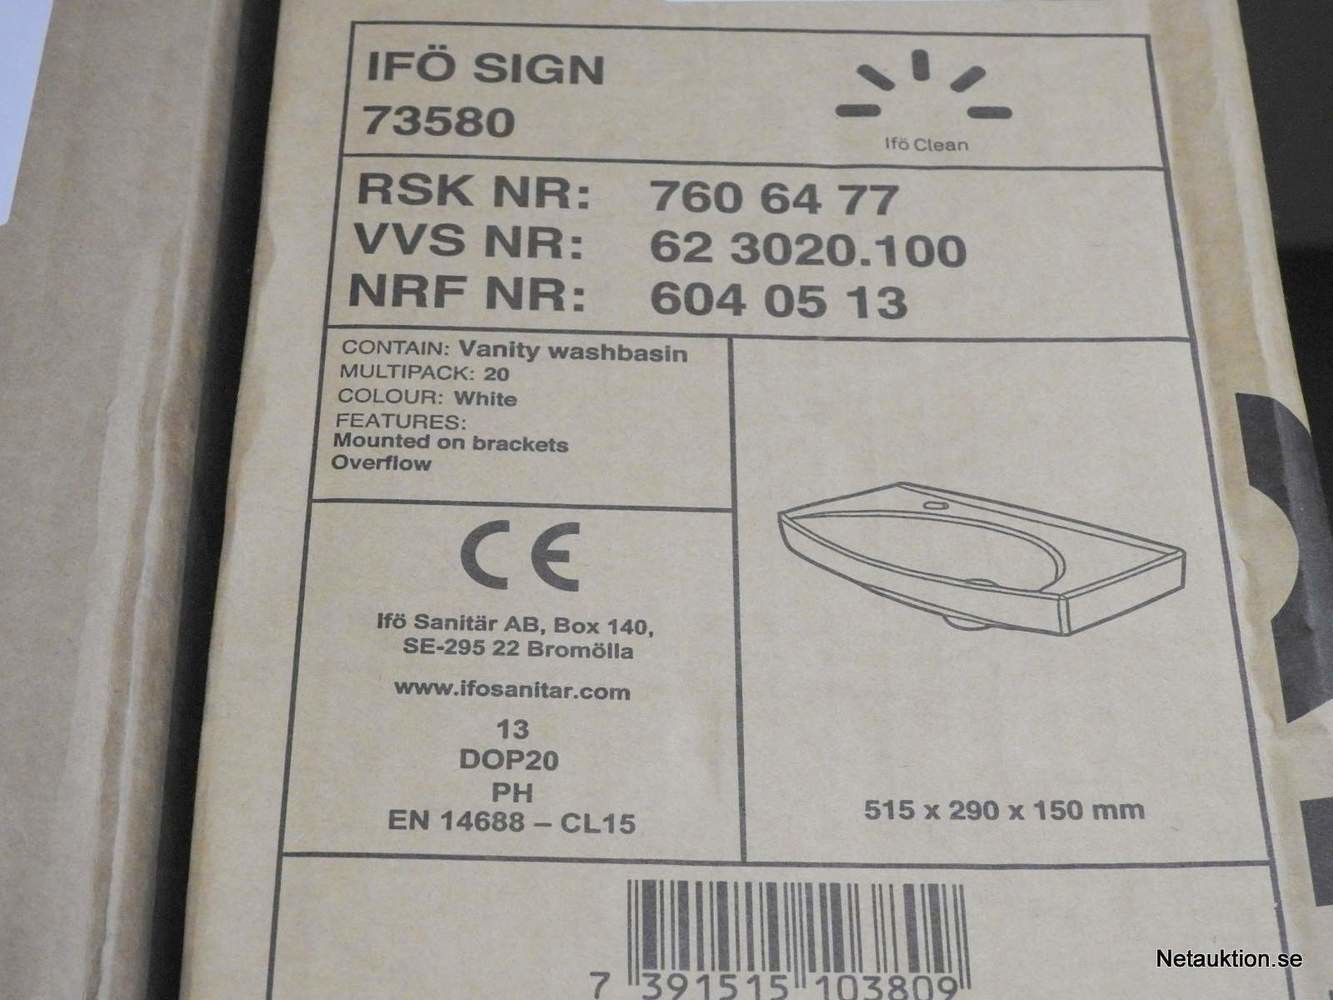 IFÖ SIGN
73580
Ifö Clean
RSK NR: 760 64 77
VVS NR: 62 3020.100
NRF NR: 604 05 13
CONTAIN: Vanity washbasin
MULTIPACK: 20
COLOUR: White
FEATURES:
Mounted on brackets
Overflow
CE
Ifö Sanitär AB, Box 140,
SE-295 22 Bromölla
www.ifosanitar.com
13
DOP20
PH
EN 14688 – CL15
515 x 290 x 150 mm
7 391515 103809
Netauktion.se